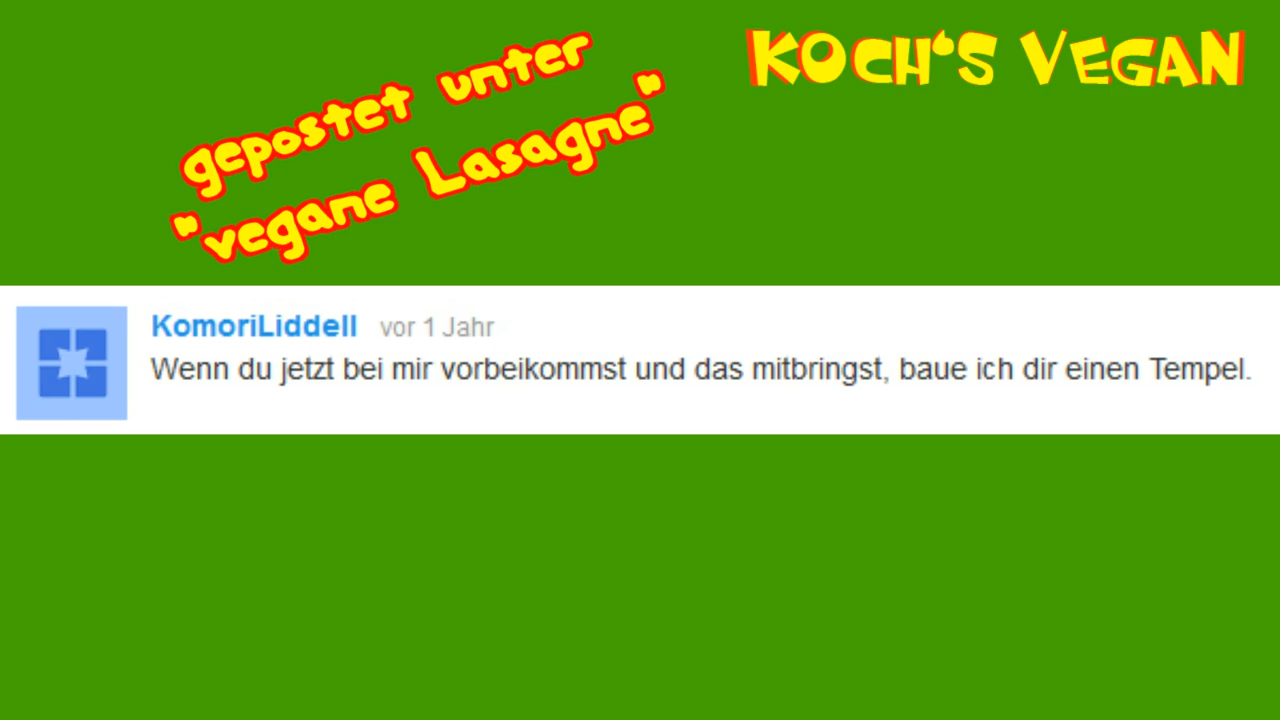 KOCH'S VEGAN
gepostet unter
"vegane Lasagne"
KomoriLiddell vor 1 Jahr
Wenn du jetzt bei mir vorbeikommst und das mitbringst, baue ich dir einen Tempel.